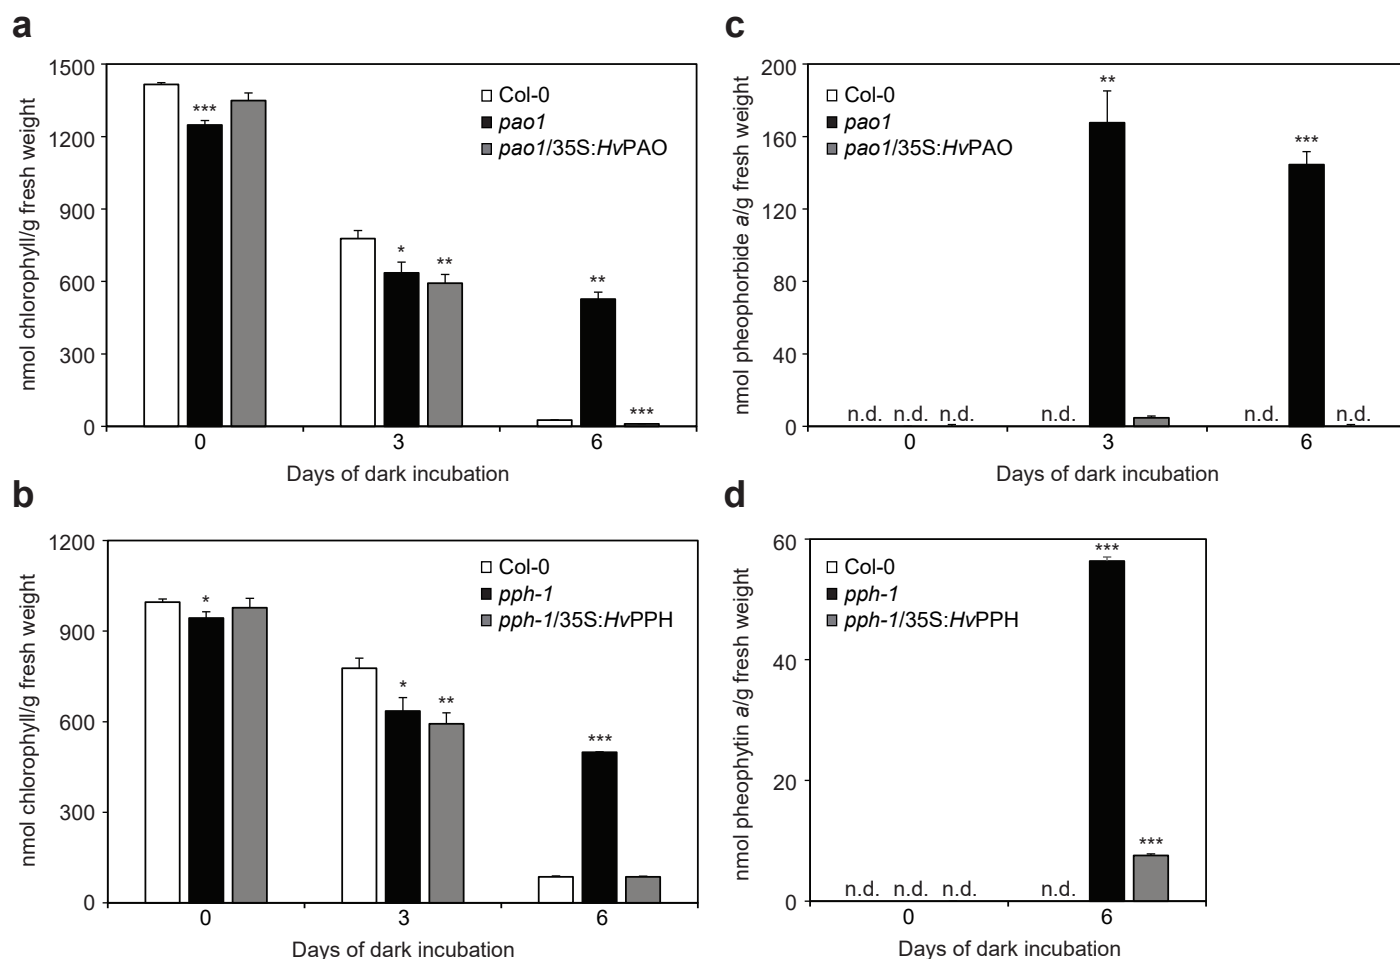 a
1500
1200
900
600
300
0
nmol chlorophyll/g fresh weight
Col-0
pao1
pao1/35S:HvPAO
***
*
**
**
***
0 3 6
Days of dark incubation
c
200
160
120
80
40
0
nmol pheophorbide a/g fresh weight
Col-0
pao1
pao1/35S:HvPAO
**
***
n.d. n.d. n.d. n.d. n.d. n.d.
0 3 6
Days of dark incubation
b
1200
900
600
300
0
nmol chlorophyll/g fresh weight
Col-0
pph-1
pph-1/35S:HvPPH
*
*
**
***
0 3 6
Days of dark incubation
d
60
40
20
0
nmol pheophytin a/g fresh weight
Col-0
pph-1
pph-1/35S:HvPPH
***
***
n.d. n.d. n.d. n.d.
0 6
Days of dark incubation